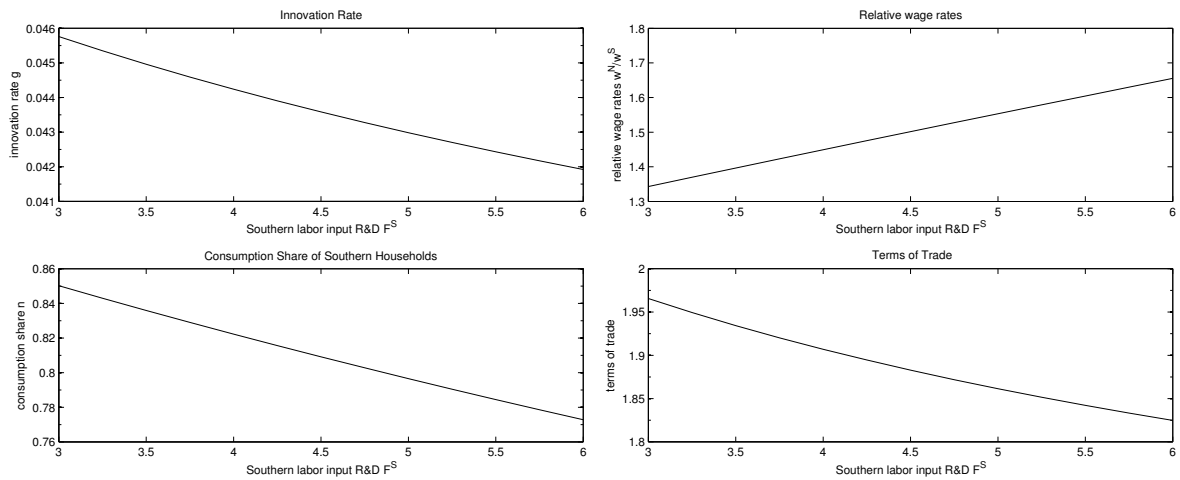 Innovation Rate
0.046
0.045
0.044
0.043
0.042
0.041
innovation rate g
3 3.5 4 4.5 5 5.5 6
Southern labor input R&D F^S
Relative wage rates
1.8
1.7
1.6
1.5
1.4
1.3
relative wage rates w^N/w^S
3 3.5 4 4.5 5 5.5 6
Southern labor input R&D F^S
Consumption Share of Southern Households
0.86
0.84
0.82
0.8
0.78
0.76
consumption share n
3 3.5 4 4.5 5 5.5 6
Southern labor input R&D F^S
Terms of Trade
2
1.95
1.9
1.85
1.8
terms of trade
3 3.5 4 4.5 5 5.5 6
Southern labor input R&D F^S